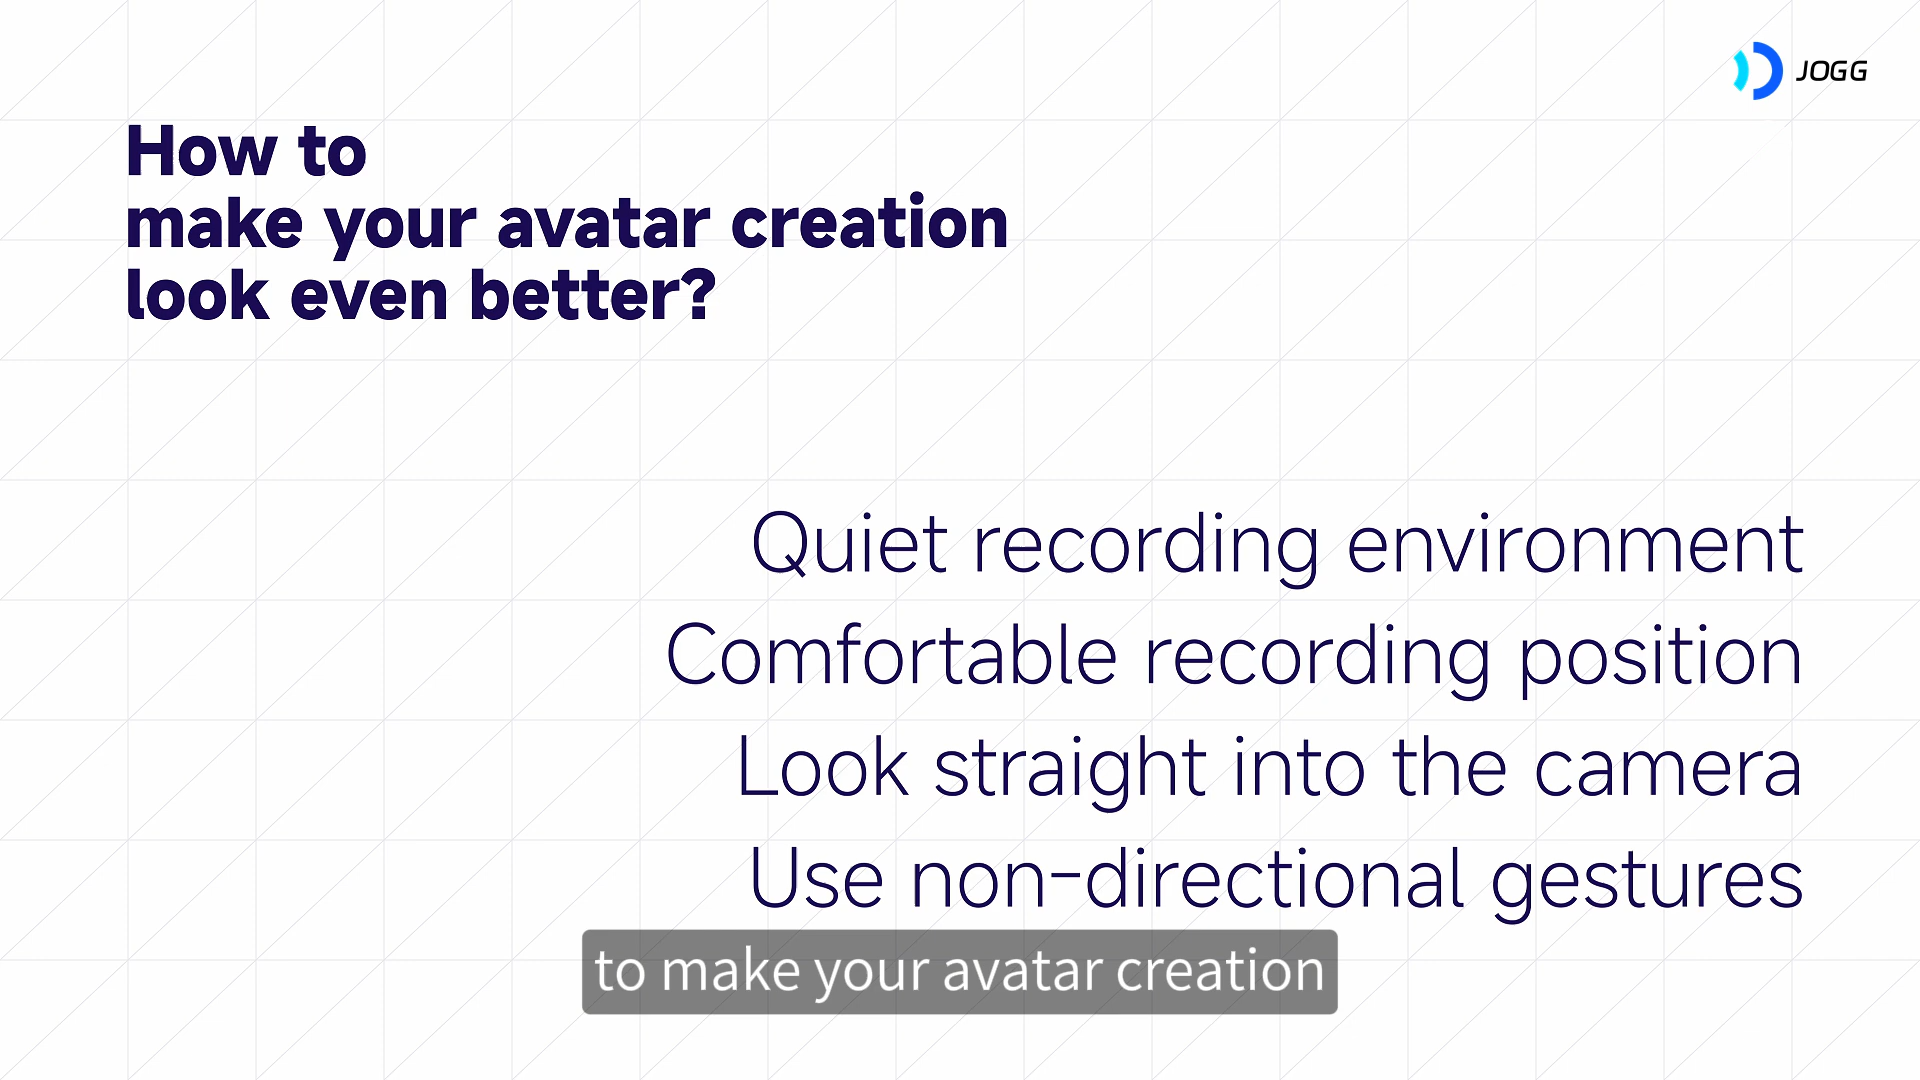 JOGG
How to
make your avatar creation
look even better?
Quiet recording environment
Comfortable recording position
Look straight into the camera
Use non-directional gestures
to make your avatar creation